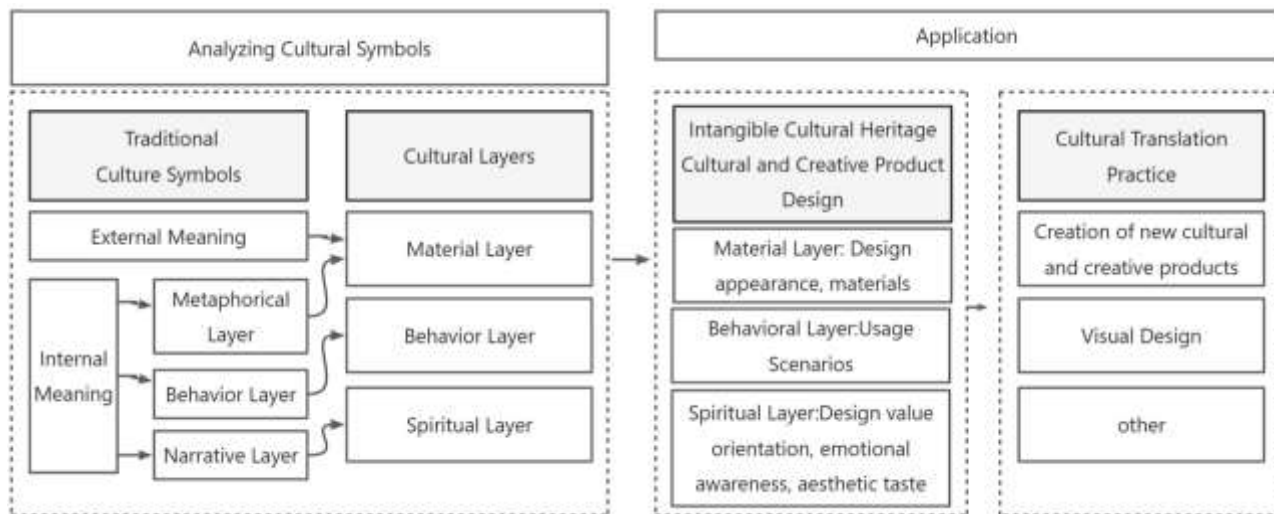 Analyzing Cultural Symbols
Application
Traditional
Culture Symbols
Cultural Layers
External Meaning
Internal
Meaning
Metaphorical
Layer
Behavior Layer
Narrative Layer
Material Layer
Behavior Layer
Spiritual Layer
Intangible Cultural Heritage
Cultural and Creative Product
Design
Material Layer: Design
appearance, materials
Behavioral Layer:Usage
Scenarios
Spiritual Layer:Design value
orientation, emotional
awareness, aesthetic taste
Cultural Translation
Practice
Creation of new cultural
and creative products
Visual Design
other